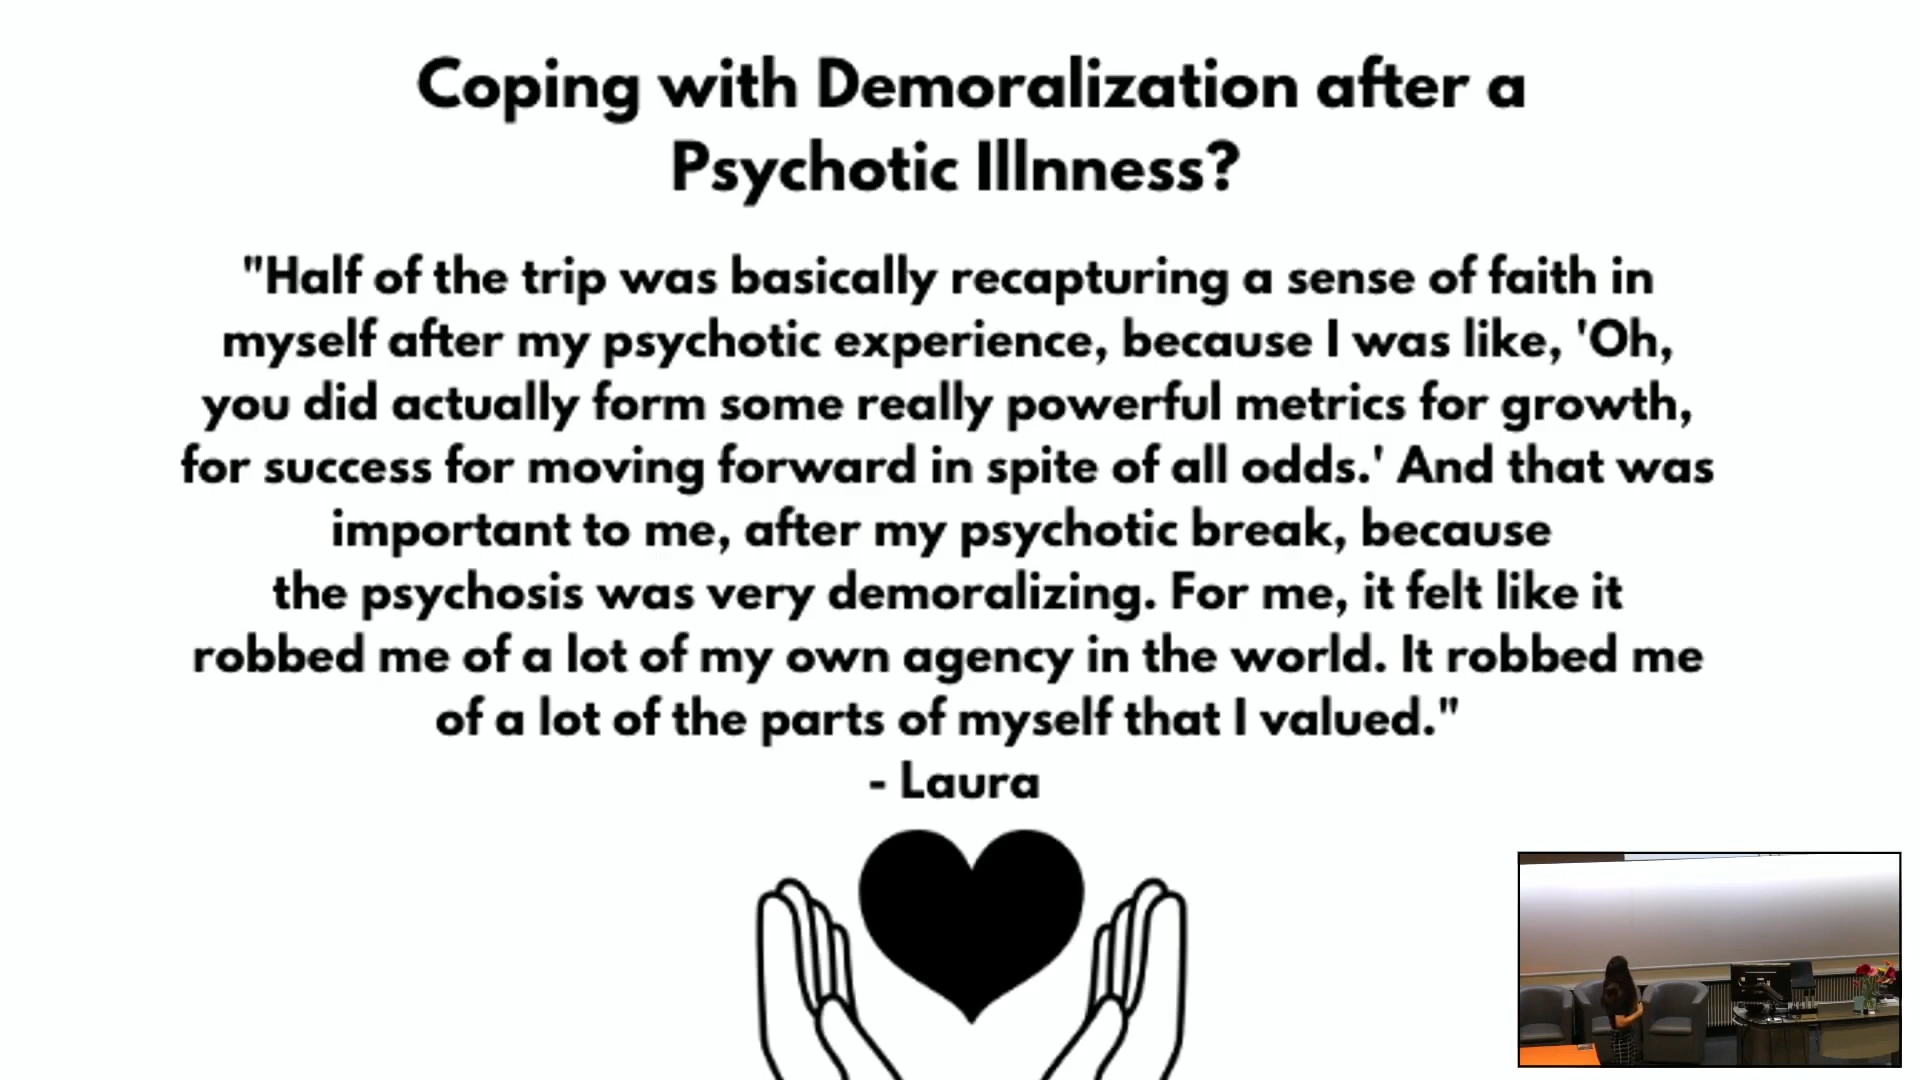 Coping with Demoralization after a
Psychotic Illnness?
"Half of the trip was basically recapturing a sense of faith in
myself after my psychotic experience, because I was like, 'Oh,
you did actually form some really powerful metrics for growth,
for success for moving forward in spite of all odds.' And that was
important to me, after my psychotic break, because
the psychosis was very demoralizing. For me, it felt like it
robbed me of a lot of my own agency in the world. It robbed me
of a lot of the parts of myself that I valued."
- Laura